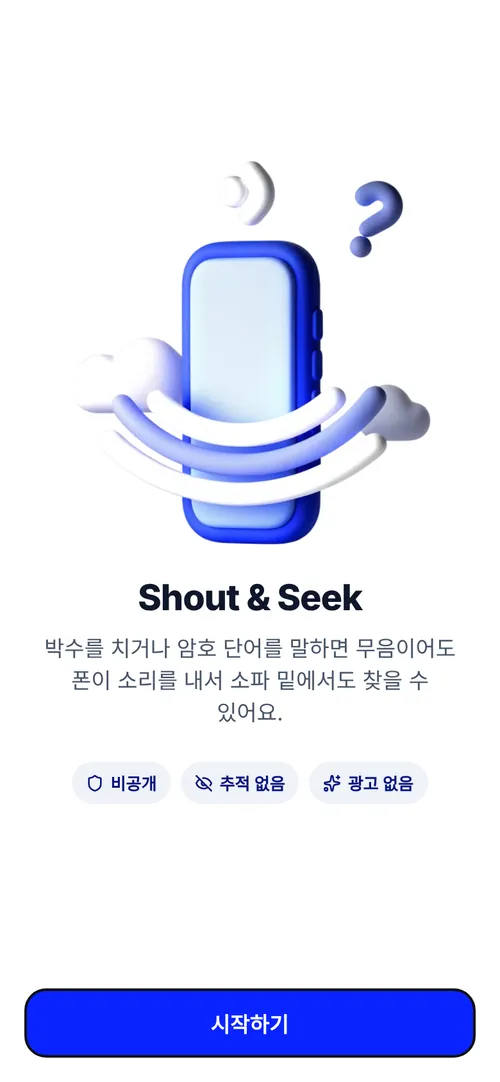 Shout & Seek
박수를 치거나 암호 단어를 말하면 무음이어도
폰이 소리를 내서 소파 밑에서도 찾을 수
있어요.
비공개
추적 없음
광고 없음
시작하기